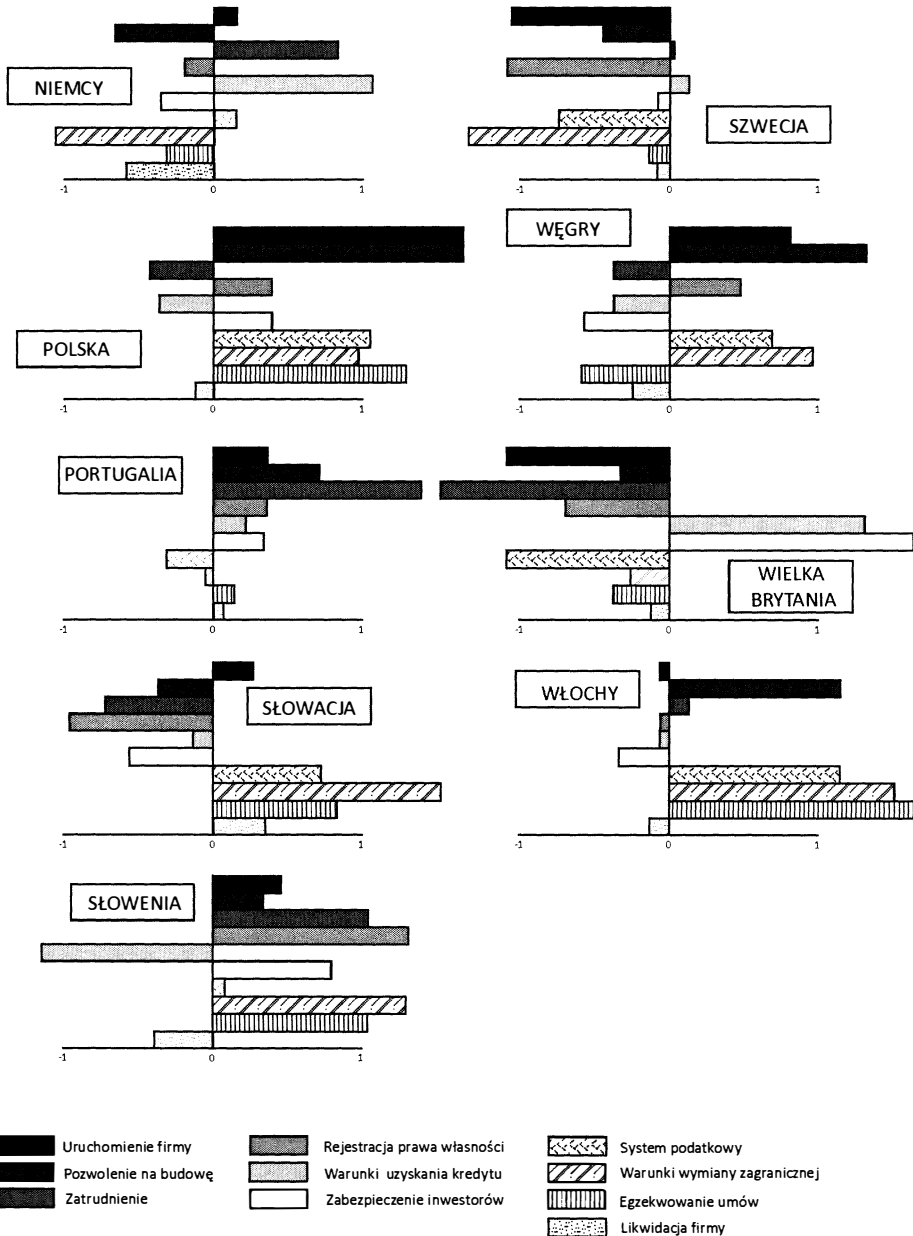 NIEMCY
-1 0 1
SZWECJA
-1 0 1
POLSKA
-1 0 1
WĘGRY
-1 0 1
PORTUGALIA
-1 0 1
WIELKA
BRYTANIA
-1 0 1
SŁOWACJA
-1 0 1
WŁOCHY
-1 0 1
SŁOWENIA
-1 0 1
Uruchomienie firmy
Pozwolenie na budowę
Zatrudnienie
Rejestracja prawa własności
Warunki uzyskania kredytu
Zabezpieczenie inwestorów
System podatkowy
Warunki wymiany zagranicznej
Egzekwowanie umów
Likwidacja firmy